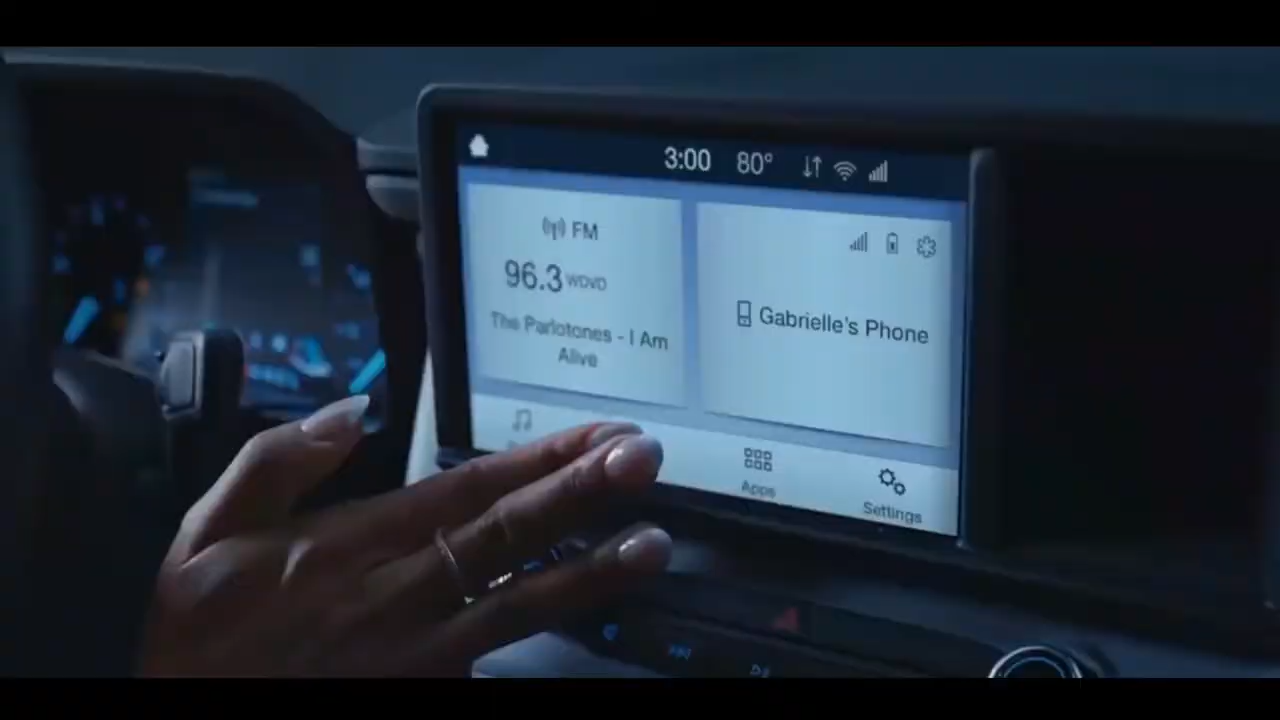 3:00 80°
FM
96.3 WDVD
The Parlotones - I Am
Alive
Gabrielle's Phone
Apps
Settings